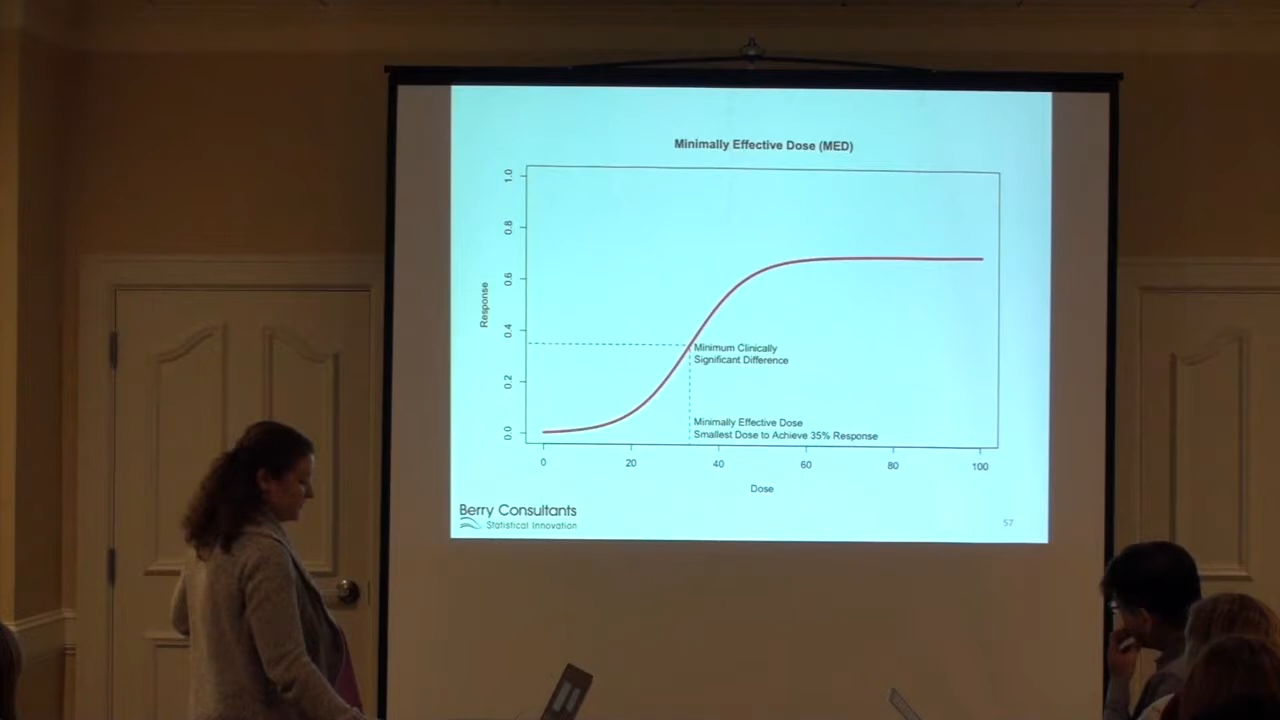 Minimally Effective Dose (MED)
1.0
0.8
0.6
0.4
0.2
0.0
Response
Minimum Clinically
Significant Difference
Minimally Effective Dose
Smallest Dose to Achieve 35% Response
0 20 40 60 80 100
Dose
Berry Consultants
Statistical Innovation
57